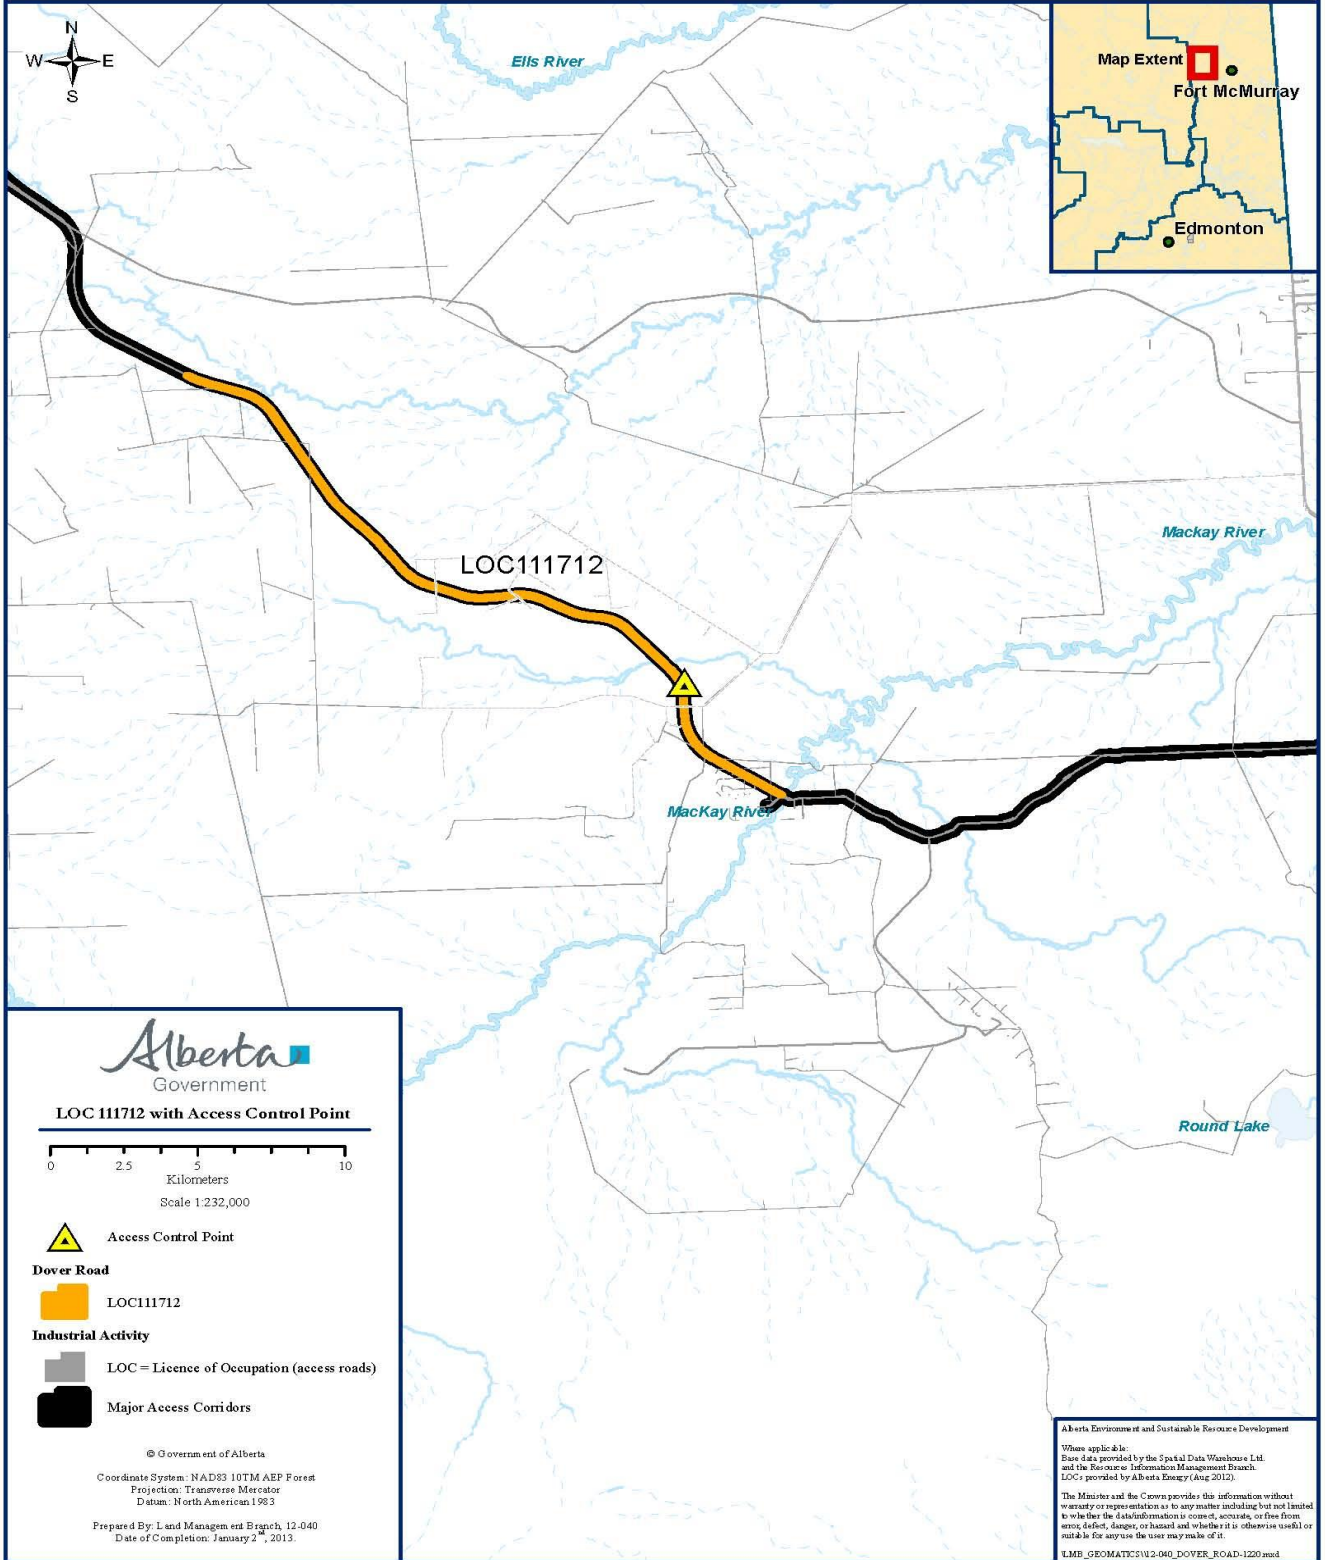 N
W E
S
Ells River
Map Extent
Fort McMurray
Edmonton
Mackay River
LOC111712
MacKay River
Round Lake
Alberta
Government
LOC 111712 with Access Control Point
0 2.5 5 10
Kilometers
Scale 1:232,000
Access Control Point
Dover Road
LOC111712
Industrial Activity
LOC = Licence of Occupation (access roads)
Major Access Corridors
© Government of Alberta
Coordinate System: NAD83 10TM AEP Forest
Projection: Transverse Mercator
Datum: North American 1983
Prepared By: Land Management Branch, 12-040
Date of Completion: January 2nd, 2013.
Alberta Environment and Sustainable Resource Development
Where applicable:
Base data provided by the Spatial Data Warehouse Ltd.
and the Resources Information Management Branch.
LOCs provided by Alberta Energy (Aug 2012).
The Minister and the Crown provides this information without
warranty or representation as to any matter including but not limited
to whether the data/information is correct, accurate, or free from
error, defect, danger, or hazard and whether it is otherwise useful or
suitable for any use the user may make of it.
\LMB_GEOMATICS\12-040_DOVER_ROAD-1220.mxd